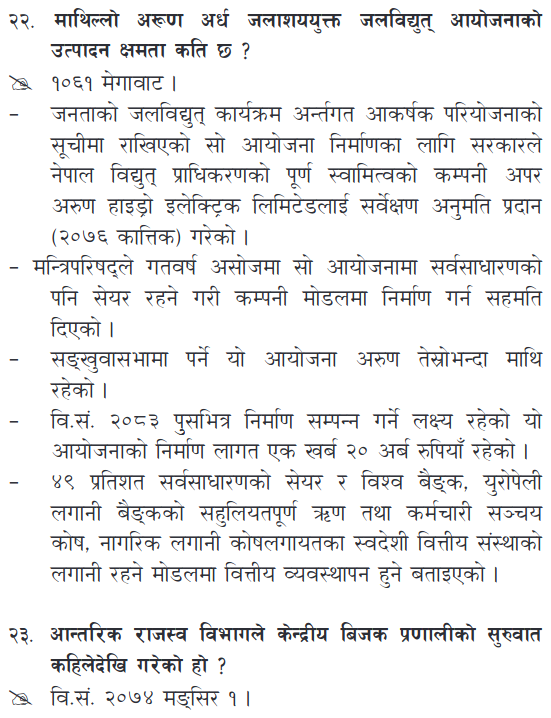 २२. माथिल्लो अरूण अर्ध जलाशययुक्त जलविद्युत् आयोजनाको
उत्पादन क्षमता कति छ ?
१०६१ मेगावाट ।
– जनताको जलविद्युत् कार्यक्रम अर्न्तगत आकर्षक परियोजनाको
सूचीमा राखिएको सो आयोजना निर्माणका लागि सरकारले
नेपाल विद्युत् प्राधिकरणको पूर्ण स्वामित्वको कम्पनी अपर
अरुण हाइड्रो इलेक्ट्रिक लिमिटेडलाई सर्वेक्षण अनुमति प्रदान
(२०७६ कात्तिक) गरेको ।
– मन्त्रिपरिषद्ले गतवर्ष असोजमा सो आयोजनामा सर्वसाधारणको
पनि सेयर रहने गरी कम्पनी मोडलमा निर्माण गर्न सहमति
दिएको ।
– सङ्खुवासभामा पर्ने यो आयोजना अरुण तेस्रोभन्दा माथि
रहेको ।
– वि.सं. २०८३ पुसभित्र निर्माण सम्पन्न गर्ने लक्ष्य रहेको यो
आयोजनाको निर्माण लागत एक खर्ब २० अर्ब रुपियाँ रहेको ।
– ४९ प्रतिशत सर्वसाधारणको सेयर र विश्व बैङ्क, युरोपेली
लगानी बैङ्कको सहुलियतपूर्ण ऋण तथा कर्मचारी सञ्चय
कोष, नागरिक लगानी कोषलगायतका स्वदेशी वित्तीय संस्थाको
लगानी रहने मोडलमा वित्तीय व्यवस्थापन हुने बताइएको ।
२३. आन्तरिक राजस्व विभागले केन्द्रीय बिजक प्रणालीको सुरुवात
कहिलेदेखि गरेको हो ?
वि.सं. २०७४ मङ्सिर १ ।